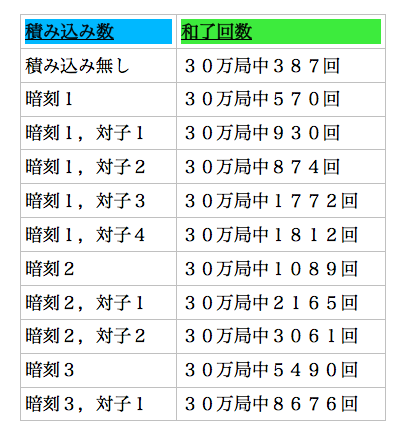 積み込み数 和了回数
積み込み無し ３０万局中３８７回
暗刻１ ３０万局中５７０回
暗刻１，対子１ ３０万局中９３０回
暗刻１，対子２ ３０万局中８７４回
暗刻１，対子３ ３０万局中１７７２回
暗刻１，対子４ ３０万局中１８１２回
暗刻２ ３０万局中１０８９回
暗刻２，対子１ ３０万局中２１６５回
暗刻２，対子２ ３０万局中３０６１回
暗刻３ ３０万局中５４９０回
暗刻３，対子１ ３０万局中８６７６回